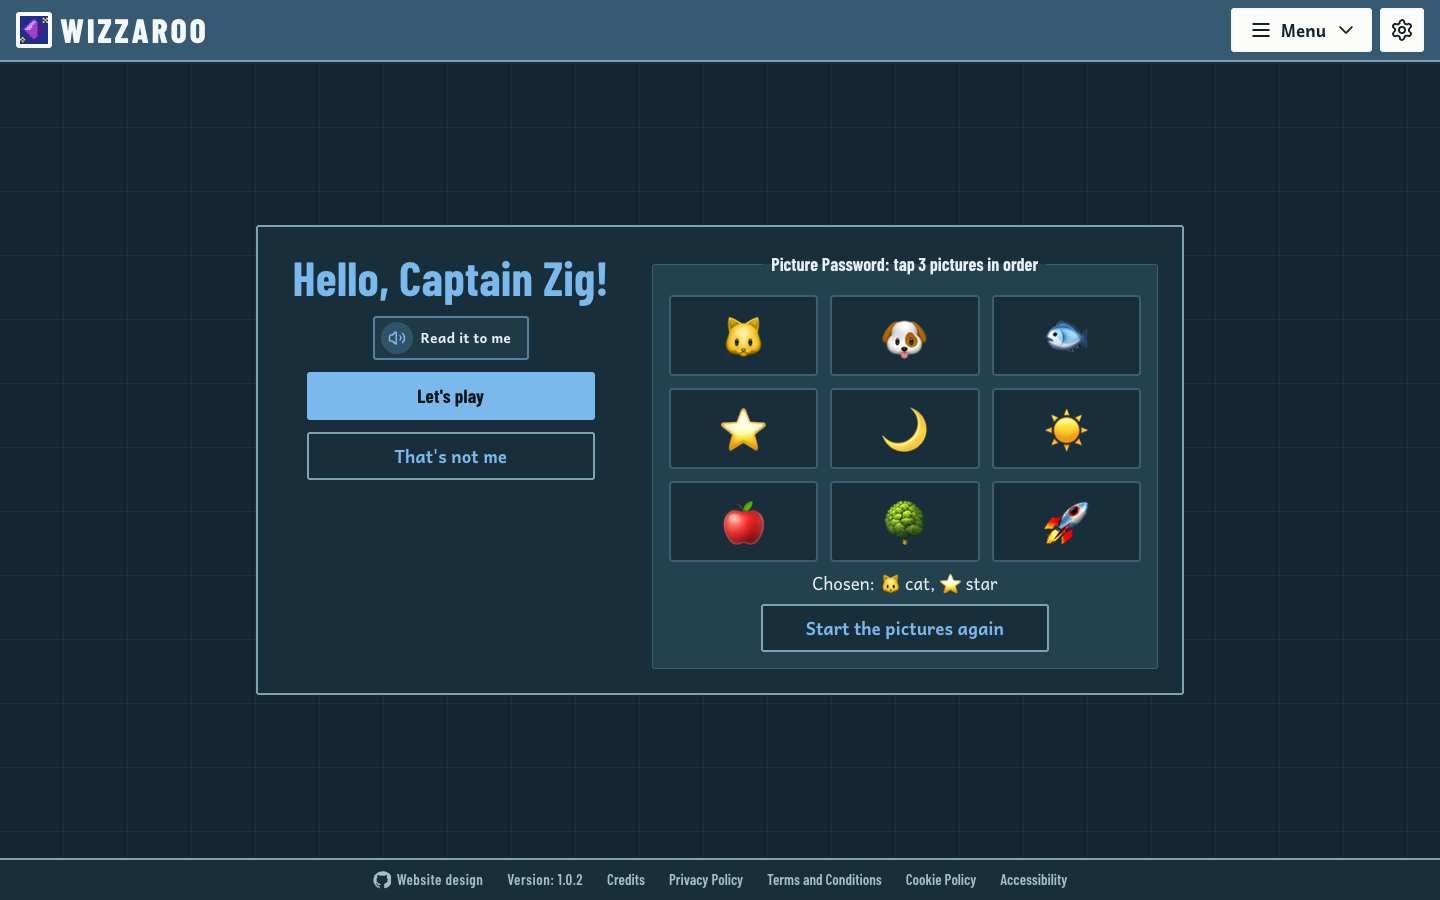 WIZZAROO
Menu
Hello, Captain Zig!
Read it to me
Let's play
That's not me
Picture Password: tap 3 pictures in order
Chosen: 🐱 cat, ⭐ star
Start the pictures again
Website design
Version: 1.0.2
Credits
Privacy Policy
Terms and Conditions
Cookie Policy
Accessibility